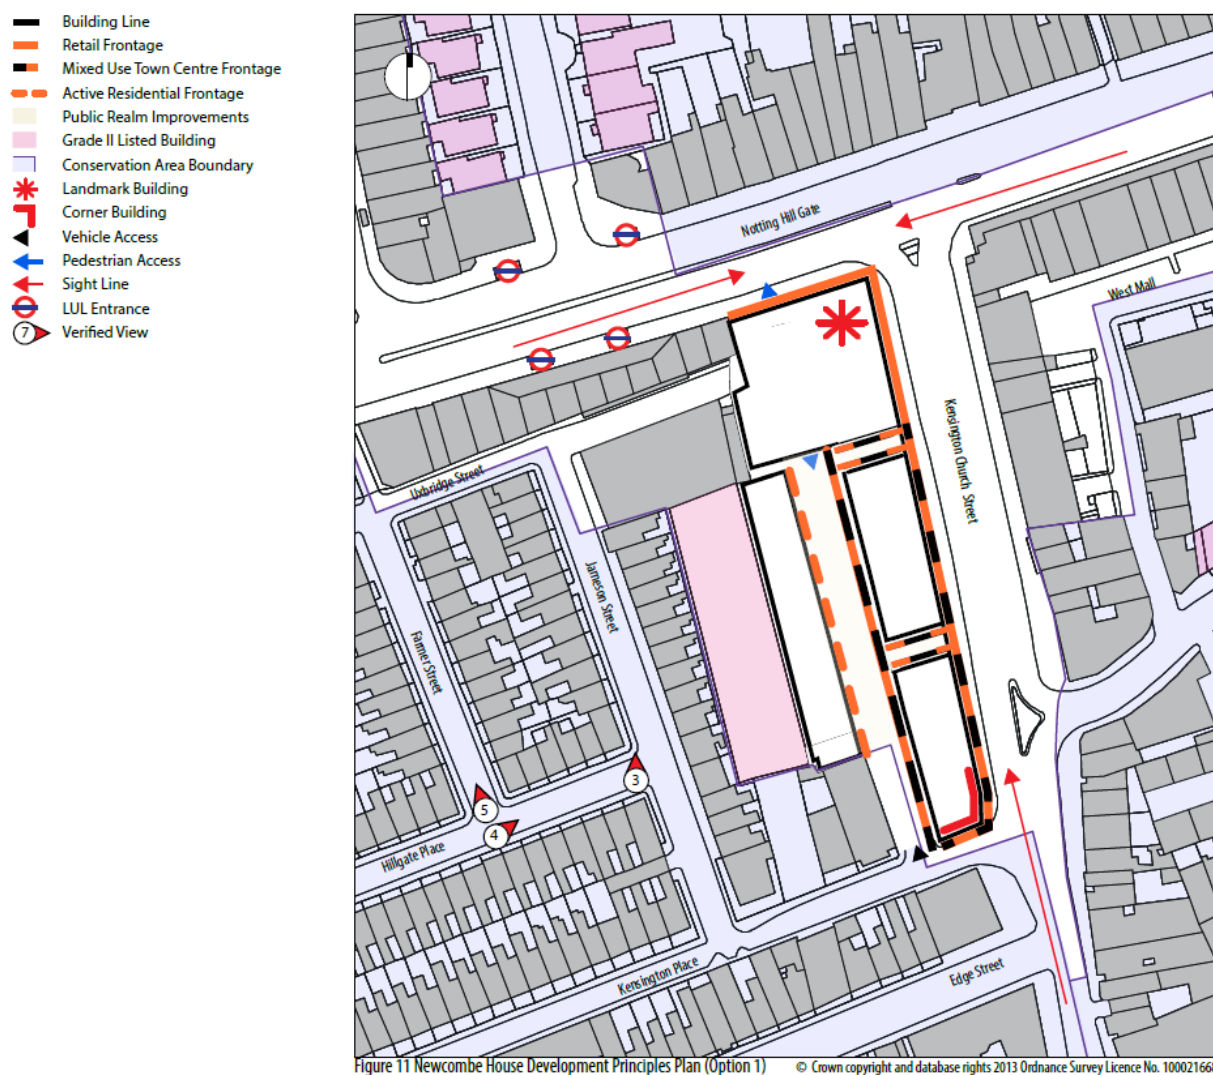 Building Line
Retail Frontage
Mixed Use Town Centre Frontage
Active Residential Frontage
Public Realm Improvements
Grade II Listed Building
Conservation Area Boundary
Landmark Building
Corner Building
Vehicle Access
Pedestrian Access
Sight Line
LUL Entrance
7 Verified View
Notting Hill Gate
West Mall
Kensington Church Street
Uxbridge Street
Jameson Street
Farmer Street
3
5
4
Hillgate Place
Kensington Place
Edge Street
Figure 11 Newcombe House Development Principles Plan (Option 1)
© Crown copyright and database rights 2013 Ordnance Survey Licence No. 10002166